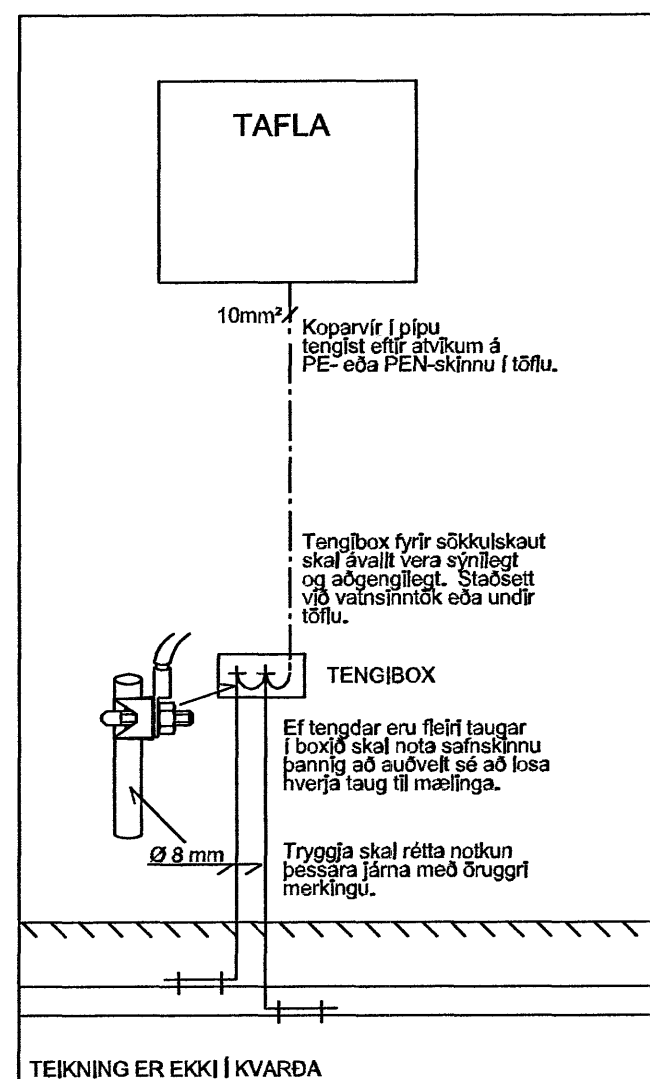 TAFLA
10mm²
Koparvír í pípu
tengist eftir atvikum á
PE- eða PEN-skinnu í töflu.
Tengibox fyrir sökkulskaut
skal ávallt vera sýnilegt
og aðgengilegt. Staðsett
við vatnsinntök eða undir
töflu.
TENGIBOX
Ef tengdar eru fleiri taugar
í boxið skal nota safnskinnu
þannig að auðvelt sé að losa
hverja taug til mælinga.
Ø 8 mm
Tryggja skal rétta notkun
þessara járna með öruggri
merkingu.
TEIKNING ER EKKI Í KVARÐA